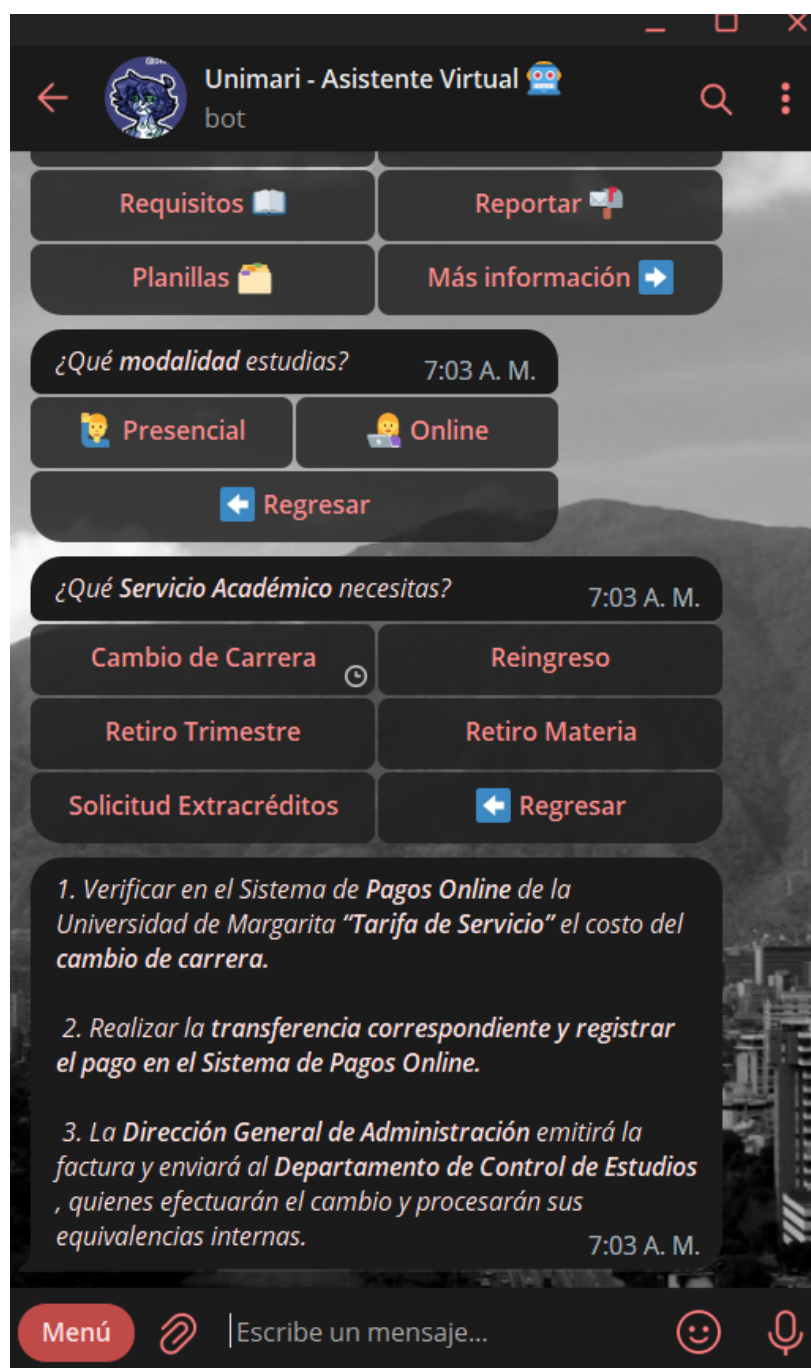 Unimari - Asistente Virtual
bot
Requisitos
Reportar
Planillas
Más información
¿Qué modalidad estudias?
7:03 A. M.
Presencial
Online
Regresar
¿Qué Servicio Académico necesitas?
7:03 A. M.
Cambio de Carrera
Reingreso
Retiro Trimestre
Retiro Materia
Solicitud Extracréditos
Regresar
1. Verificar en el Sistema de Pagos Online de la
Universidad de Margarita “Tarifa de Servicio” el costo del
cambio de carrera.
2. Realizar la transferencia correspondiente y registrar
el pago en el Sistema de Pagos Online.
3. La Dirección General de Administración emitirá la
factura y enviará al Departamento de Control de Estudios
, quienes efectuarán el cambio y procesarán sus
equivalencias internas.
7:03 A. M.
Menú
Escribe un mensaje...